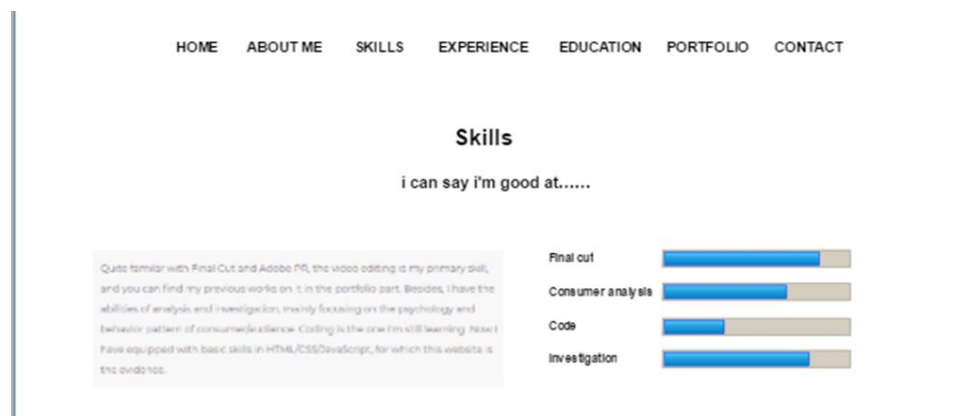 HOME ABOUT ME SKILLS EXPERIENCE EDUCATION PORTFOLIO CONTACT
Skills
i can say i'm good at......
Quite familar with Final Cut and Adobe PR, the video editing is my primary skill,
and you can find my previous works on it in the portfolio part. Besides, I have the
abilities of analysis and investigation, mainly focusing on the psychology and
behavior pattern of consumer/audience. Coding is the one I'm still learning. Now I
have equipped with basic skills in HTML/CSS/JavaScript, for which this website is
the evidence.
Final cut
Consumer analysis
Code
Investigation